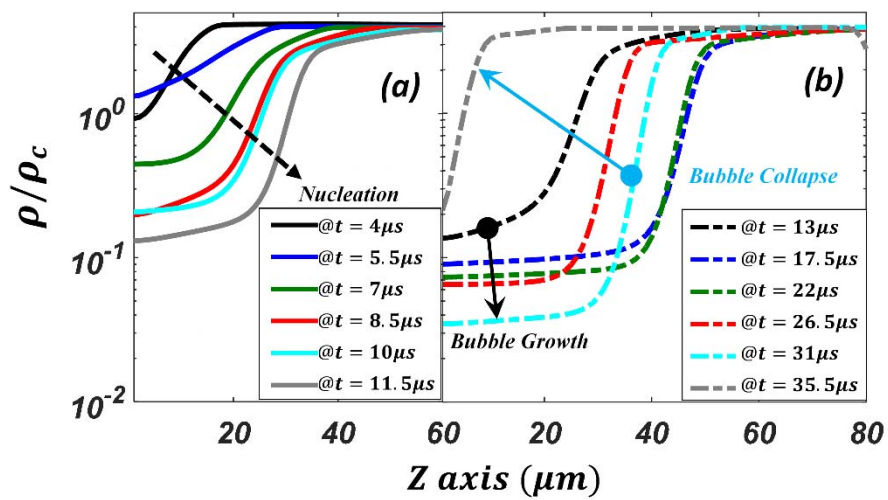 (a)
(b)
10^0
10^-1
10^-2
ρ/ρ_c
Nucleation
@t = 4μs
@t = 5.5μs
@t = 7μs
@t = 8.5μs
@t = 10μs
@t = 11.5μs
Bubble Collapse
Bubble Growth
@t = 13μs
@t = 17.5μs
@t = 22μs
@t = 26.5μs
@t = 31μs
@t = 35.5μs
20 40 60 20 40 60 80
Z axis (μm)